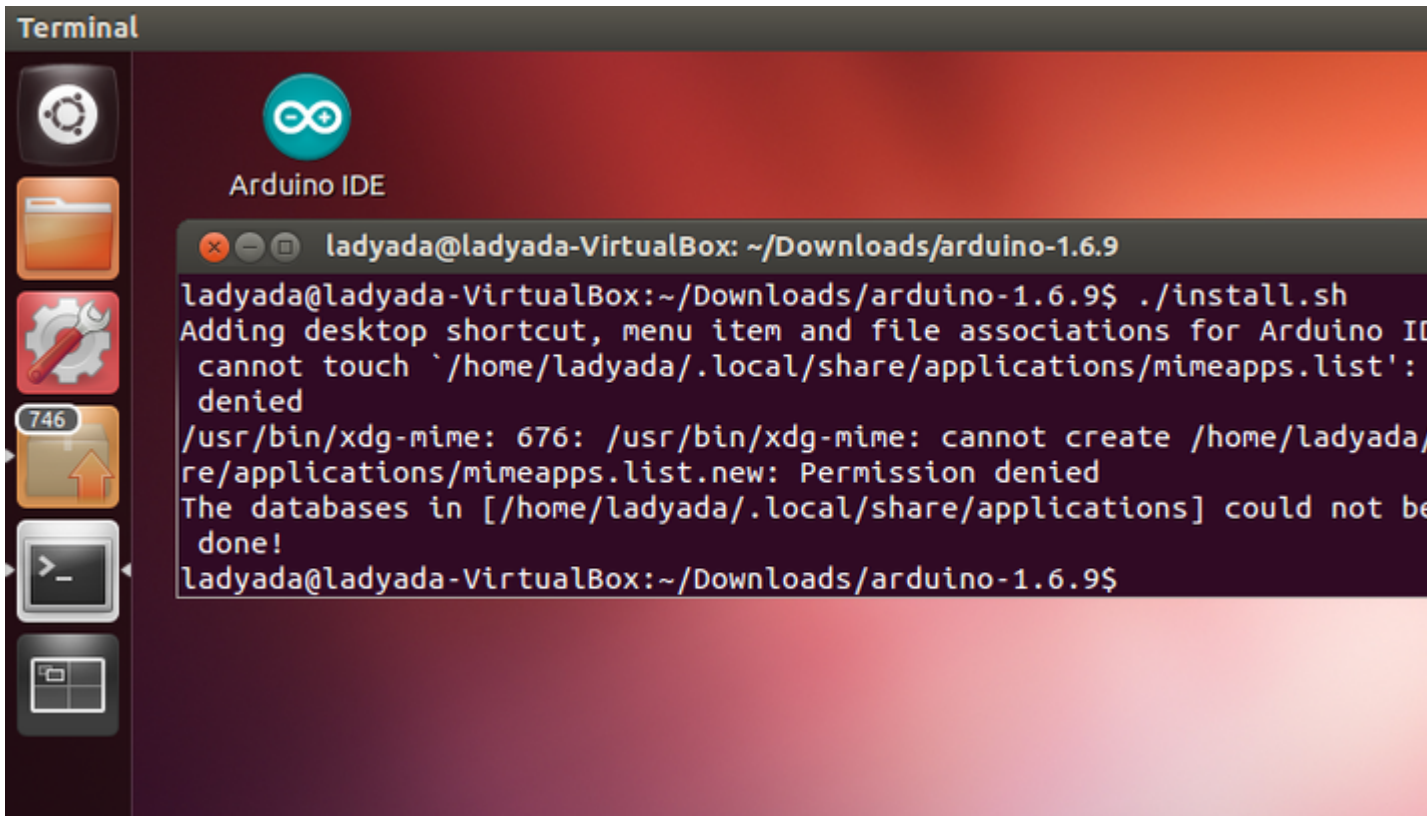 Terminal
Arduino IDE
ladyada@ladyada-VirtualBox: ~/Downloads/arduino-1.6.9
ladyada@ladyada-VirtualBox:~/Downloads/arduino-1.6.9$ ./install.sh
Adding desktop shortcut, menu item and file associations for Arduino
cannot touch `/home/ladyada/.local/share/applications/mimeapps.list':
denied
746
/usr/bin/xdg-mime: 676: /usr/bin/xdg-mime: cannot create /home/ladyada/
re/applications/mimeapps.list.new: Permission denied
The databases in [/home/ladyada/.local/share/applications] could not be
done!
>_
ladyada@ladyada-VirtualBox:~/Downloads/arduino-1.6.9$